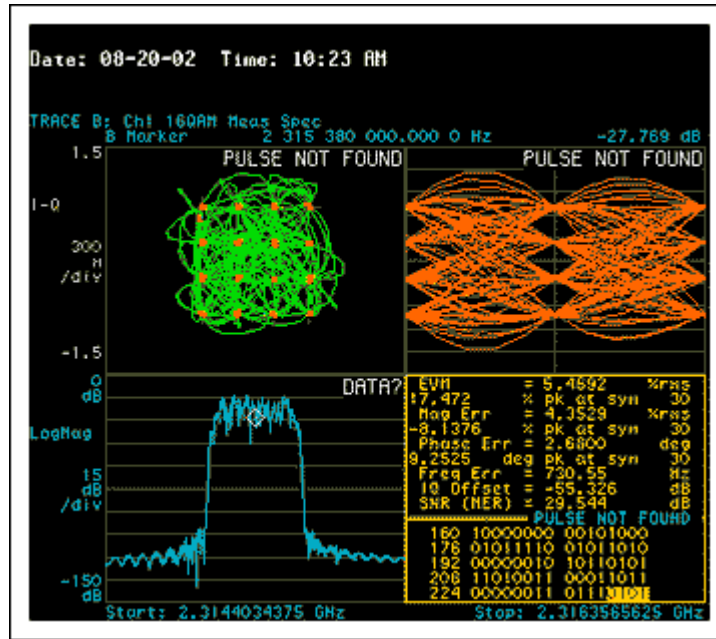 Date: 08-20-02 Time: 10:23 AM
TRACE B: Ch1 16QAM Meas Spec
B Marker 2 315 380 000.000 0 Hz -27.769 dB
1.5 PULSE NOT FOUND PULSE NOT FOUND
I-Q
300
M
/div
-1.5
0
dB DATA?
LogMag
15
dB
/div
-150
dB
EVM = 5.4692 %rms
17.472 % pk at sym 30
Mag Err = 4.3529 %rms
-8.1376 % pk at sym 30
Phase Err = 2.6800 deg
9.2525 deg pk at sym 30
Freq Err = 730.55 Hz
IQ Offset = -55.326 dB
SNR (MER) = 29.544 dB
PULSE NOT FOUND
160 10000000 00101000
176 01011110 01011010
192 00000010 10110101
208 11010011 00011011
224 00000011 01110101
Start: 2.3144034375 GHz Stop: 2.3163565625 GHz